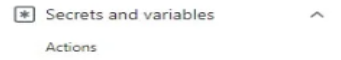 Secrets and variables
Actions